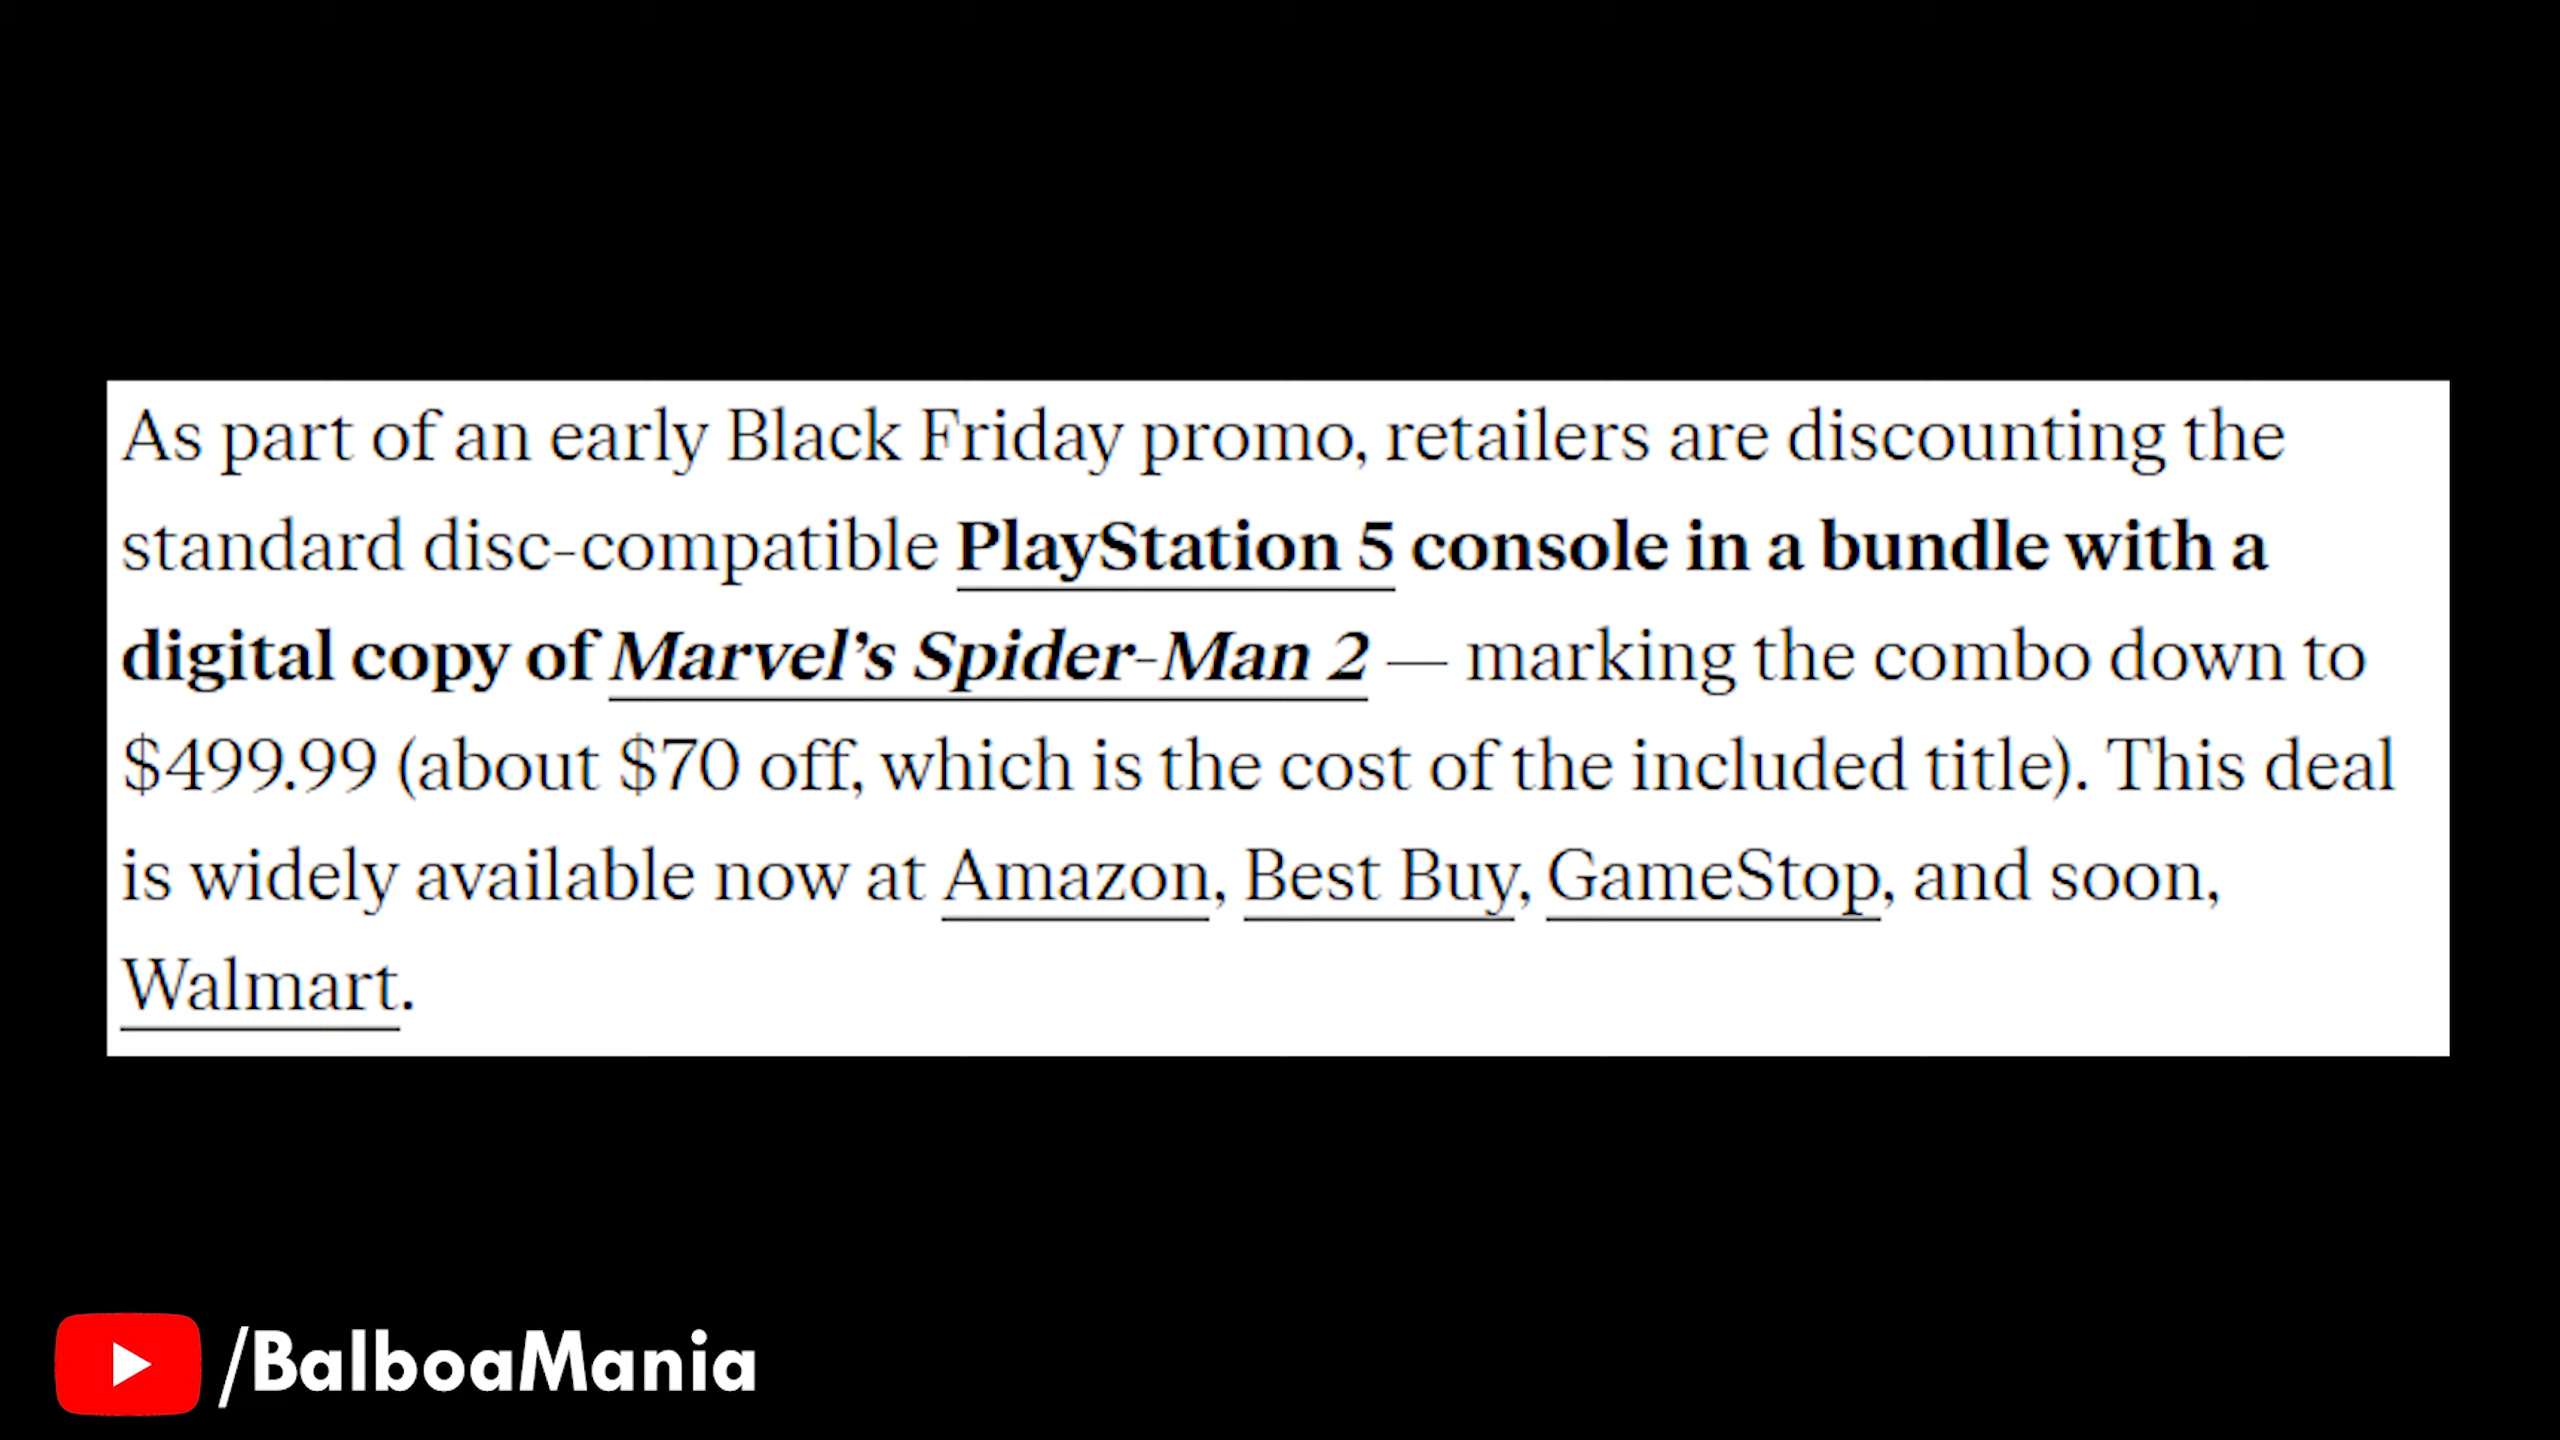 As part of an early Black Friday promo, retailers are discounting the
standard disc-compatible PlayStation 5 console in a bundle with a
digital copy of Marvel’s Spider-Man 2 — marking the combo down to
$499.99 (about $70 off, which is the cost of the included title). This deal
is widely available now at Amazon, Best Buy, GameStop, and soon,
Walmart.
/BalboaMania